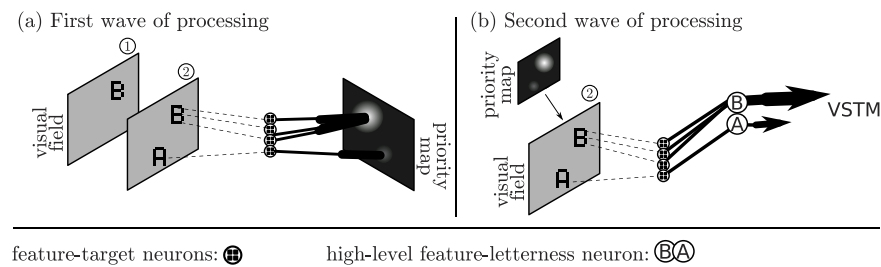 (a) First wave of processing
① ②
B
B
A
visual
field
priority
map
(b) Second wave of processing
priority
map
②
B
A
visual
field
B
A
VSTM
feature-target neurons:
high-level feature-letterness neuron: ⒷⒶ